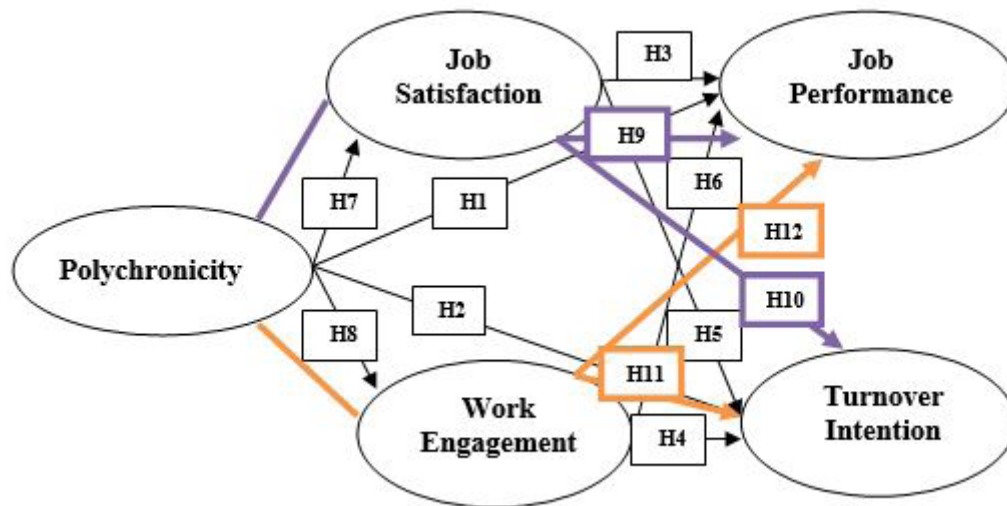 Job
Satisfaction
H3
Job
Performance
H9
H6
H7
H1
H12
Polychronicity
H10
H2
H8
H5
H11
Work
Engagement
H4
Turnover
Intention